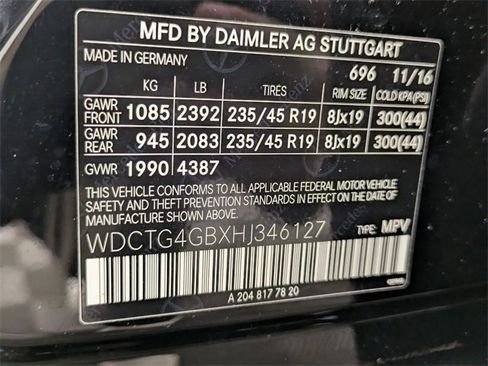 MFD BY DAIMLER AG STUTTGART
MADE IN GERMANY 696 11/16
KG LB TIRES RIM SIZE COLD KPA (PSI)
GAWR FRONT 1085 2392 235/45 R19 8Jx19 300(44)
GAWR REAR 945 2083 235/45 R19 8Jx19 300(44)
GVWR 1990 4387
THIS VEHICLE CONFORMS TO ALL APPLICABLE FEDERAL MOTOR VEHICLE
SAFETY AND THEFT PREVENTION STANDARDS IN EFFECT ON THE
DATE OF MANUFACTURE SHOWN ABOVE.
WDCTG4GBXHJ346127 TYPE: MPV
A 204 817 78 20